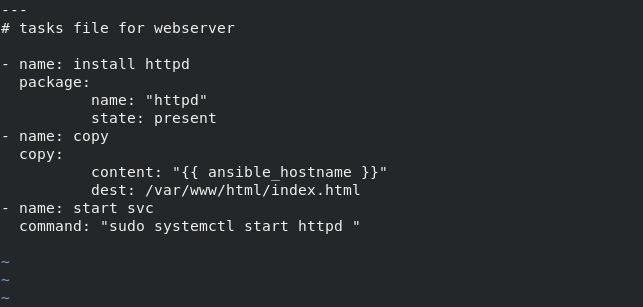 ---
# tasks file for webserver

- name: install httpd
  package:
          name: "httpd"
          state: present
- name: copy
  copy:
          content: "{{ ansible_hostname }}"
          dest: /var/www/html/index.html
- name: start svc
  command: "sudo systemctl start httpd "

~
~
~